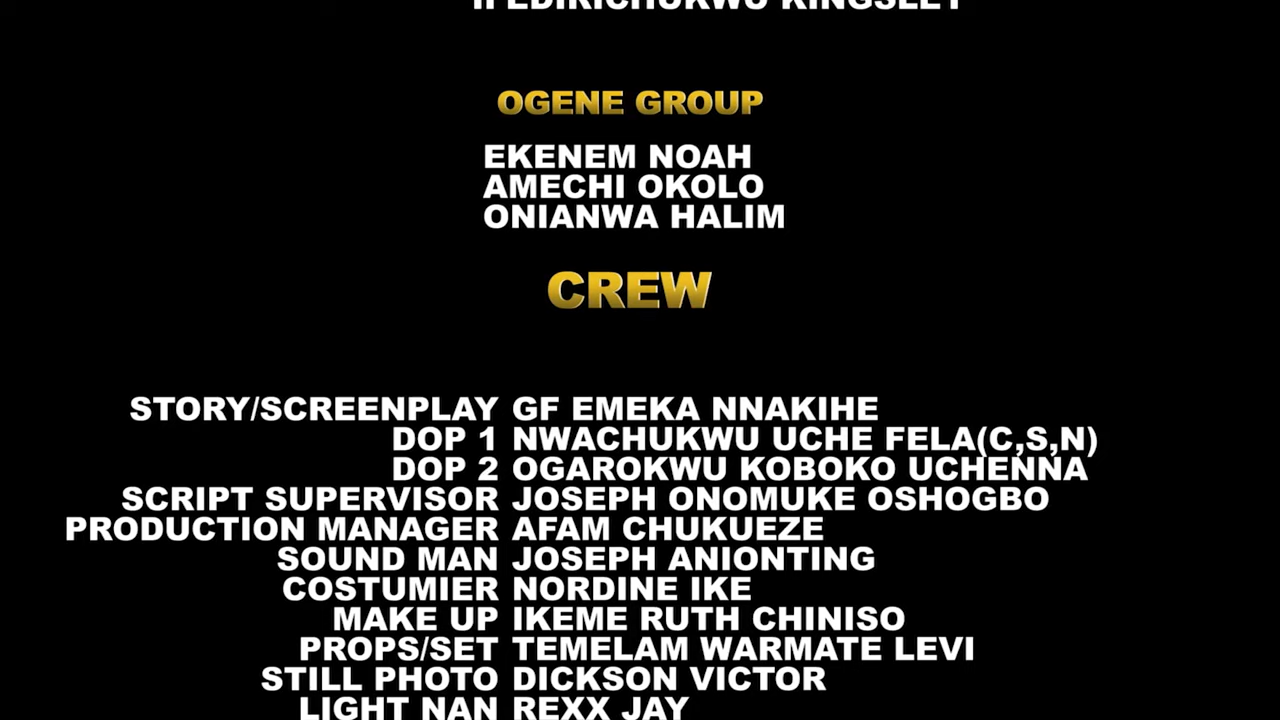 KINGSLEY
OGENE GROUP
EKENEM NOAH
AMECHI OKOLO
ONIANWA HALIM
CREW
STORY/SCREENPLAY GF EMEKA NNAKIHE
DOP 1 NWACHUKWU UCHE FELA(C,S,N)
DOP 2 OGAROKWU KOBOKO UCHENNA
SCRIPT SUPERVISOR JOSEPH ONOMUKE OSHOGBO
PRODUCTION MANAGER AFAM CHUKUEZE
SOUND MAN JOSEPH ANIONTING
COSTUMIER NORDINE IKE
MAKE UP IKEME RUTH CHINISO
PROPS/SET TEMELAM WARMATE LEVI
STILL PHOTO DICKSON VICTOR
LIGHT NAN REXX JAY